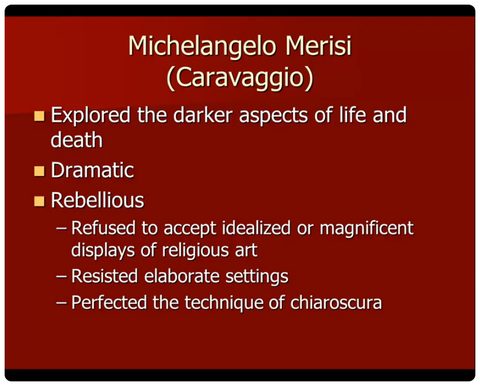 Michelangelo Merisi
(Caravaggio)
Explored the darker aspects of life and
death
Dramatic
Rebellious
– Refused to accept idealized or magnificent
displays of religious art
– Resisted elaborate settings
– Perfected the technique of chiaroscura